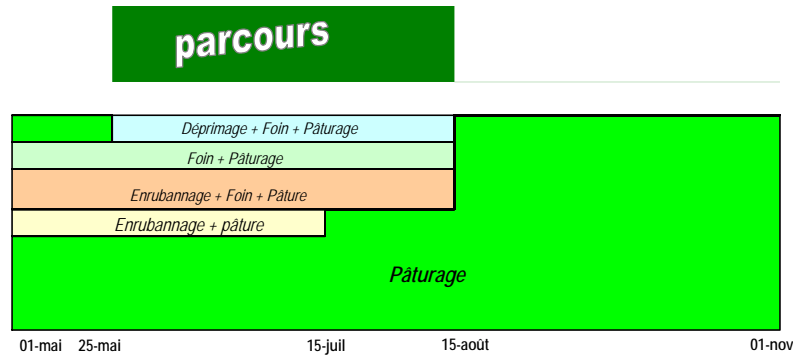 parcours
Déprimage + Foin + Pâturage
Foin + Pâturage
Enrubannage + Foin + Pâture
Enrubannage + pâture
Pâturage
01-mai 25-mai 15-juil 15-août 01-nov